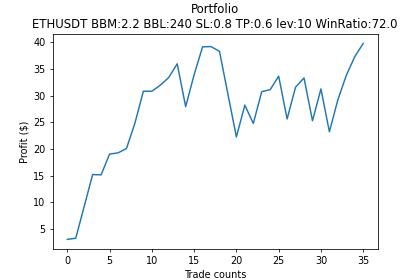 Portfolio
ETHUSDT BBM:2.2 BBL:240 SL:0.8 TP:0.6 lev:10 WinRatio:72.0
Profit ($)
40
35
30
25
20
15
10
5
0 5 10 15 20 25 30 35
Trade counts